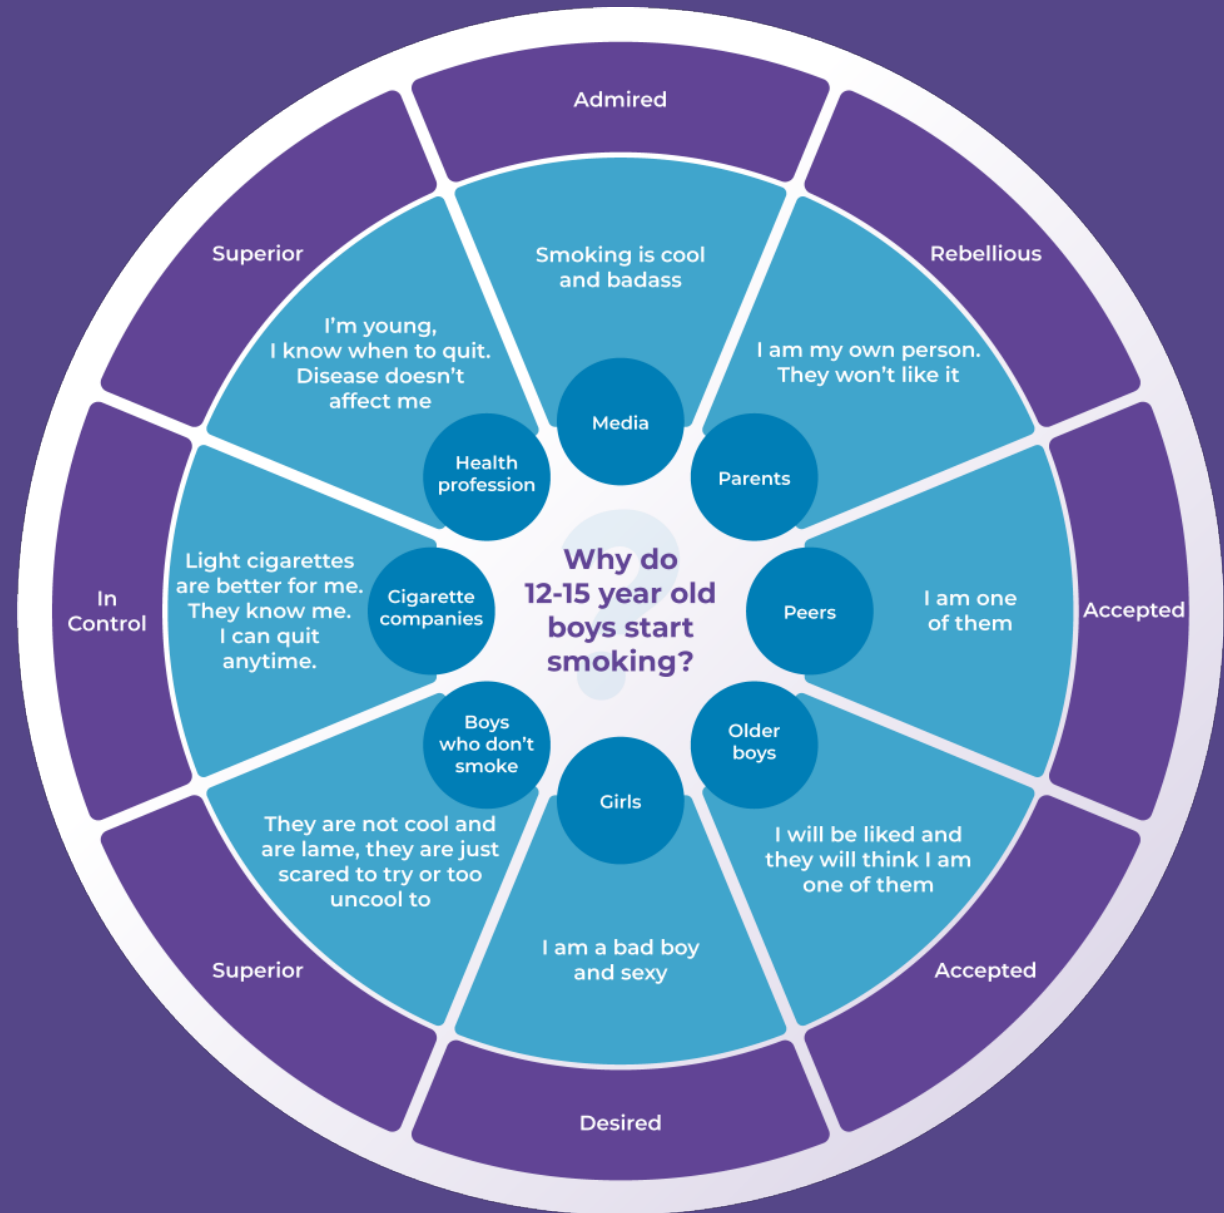 Why do
12-15 year old
boys start
smoking?
Media
Smoking is cool
and badass
Admired
Parents
I am my own person.
They won’t like it
Rebellious
Peers
I am one
of them
Accepted
Older
boys
I will be liked and
they will think I am
one of them
Accepted
Girls
I am a bad boy
and sexy
Desired
Boys
who don’t
smoke
They are not cool and
are lame, they are just
scared to try or too
uncool to
Superior
Cigarette
companies
Light cigarettes
are better for me.
They know me.
I can quit
anytime.
In
Control
Health
profession
I’m young,
I know when to quit.
Disease doesn’t
affect me
Superior